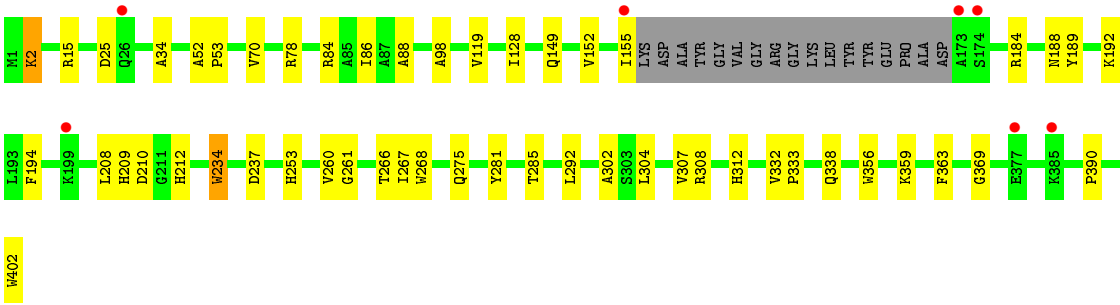 M1 K2 R15 D25 Q26 A34 A52 P53 V70 R78 R84 A85 I86 A87 A88 A98 V119 I128 Q149 V152 I155 LYS ASP ALA TYR GLY VAL GLY ARG GLY LYS LEU TYR TYR GLU PRO ALA ASP A173 S174 R184 N188 Y189 K192
L193 F194 K199 L208 H209 D210 G211 H212 W234 D237 H253 V260 G261 T266 I267 W268 Q275 Y281 T285 L292 A302 S303 L304 V307 R308 H312 V332 P333 Q338 W356 K359 F363 G369 E377 K385 P390
W402